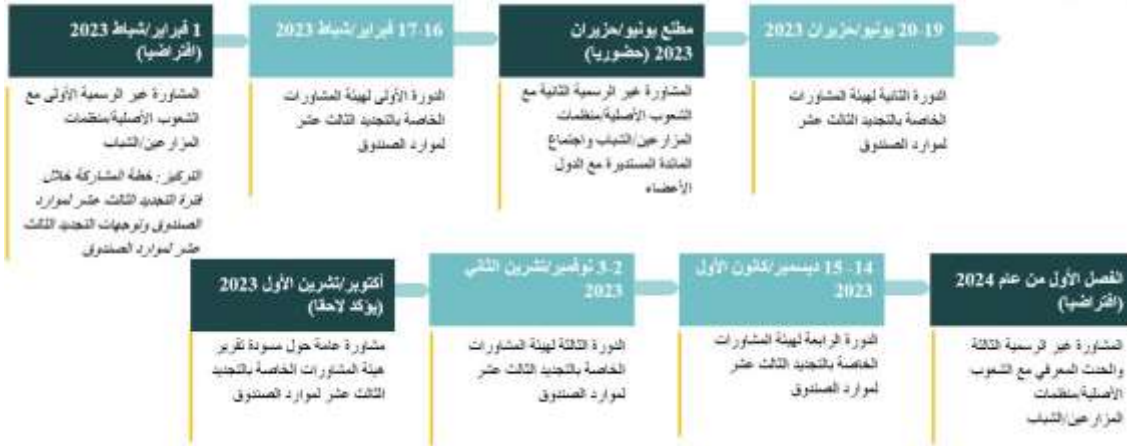 1 فبراير/شباط 2023
(افتراضيا)
المشاورة غير الرسمية الأولى مع
الشعوب الأصلية/منظمات
المزارعين/الشباب
التركيز: خطة المشاركة خلال
فترة التجديد الثالث عشر لموارد
الصندوق وتوجهات التجديد الثالث
عشر لموارد الصندوق
16-17 فبراير/شباط 2023
الدورة الأولى لهيئة المشاورات
الخاصة بالتجديد الثالث عشر
لموارد الصندوق
مطلع يونيو/حزيران
2023 (حضوريا)
المشاورة غير الرسمية الثانية مع
الشعوب الأصلية/منظمات
المزارعين/الشباب واجتماع
المائدة المستديرة مع الدول
الأعضاء
19-20 يونيو/حزيران 2023
الدورة الثانية لهيئة المشاورات
الخاصة بالتجديد الثالث عشر
لموارد الصندوق
أكتوبر/تشرين الأول 2023
(يؤكد لاحقا)
مشاورة عامة حول مسودة تقرير
هيئة المشاورات الخاصة بالتجديد
الثالث عشر لموارد الصندوق
2-3 نوفمبر/تشرين الثاني
2023
الدورة الثالثة لهيئة المشاورات
الخاصة بالتجديد الثالث عشر
لموارد الصندوق
14- 15 ديسمبر/كانون الأول
2023
الدورة الرابعة لهيئة المشاورات
الخاصة بالتجديد الثالث عشر
لموارد الصندوق
الفصل الأول من عام 2024
(افتراضيا)
المشاورة غير الرسمية الثالثة
والحدث المعرفي مع الشعوب
الأصلية/منظمات
المزارعين/الشباب